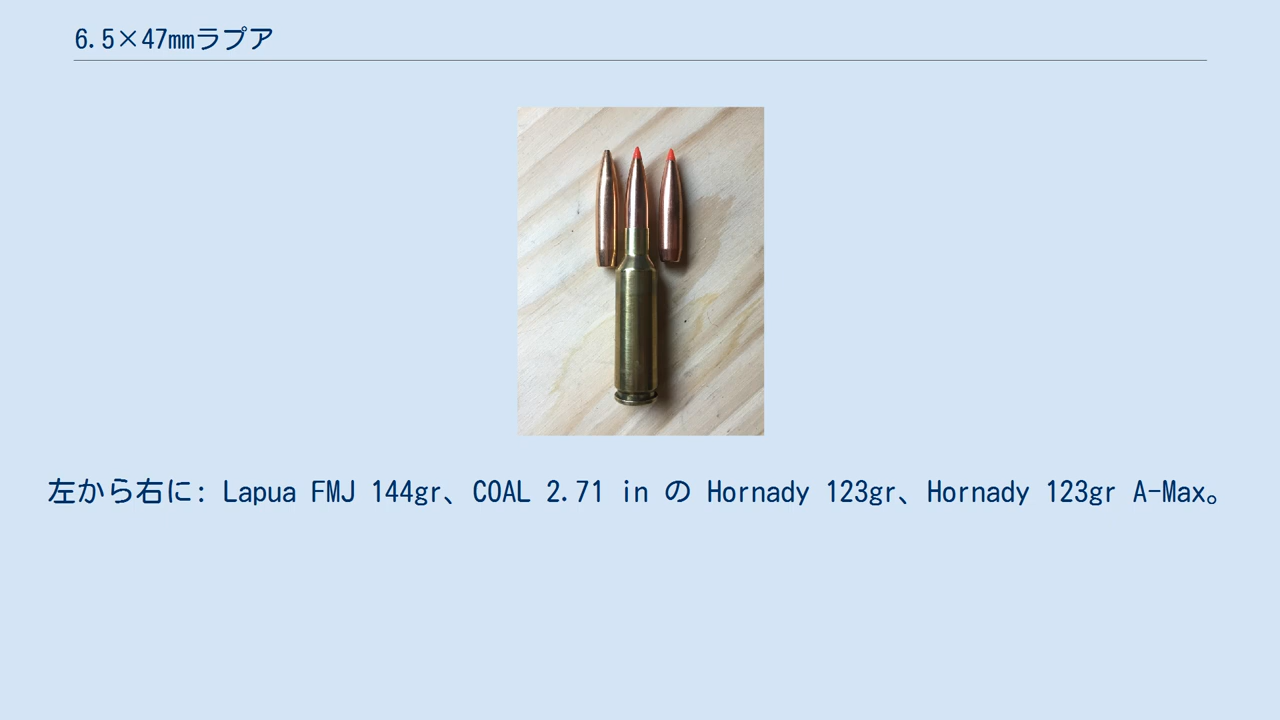 6.5×47mmラプア
左から右に: Lapua FMJ 144gr、COAL 2.71 in の Hornady 123gr、Hornady 123gr A-Max。